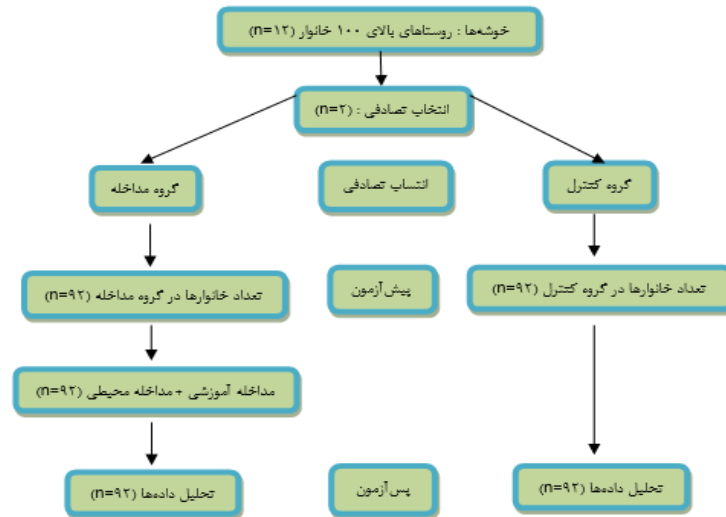 خوشه‌ها : روستاهای بالای ۱۰۰ خانوار (n=۱۲)
انتخاب تصادفی : (n=۲)
گروه کنترل
انتساب تصادفی
گروه مداخله
تعداد خانوارها در گروه کنترل (n=۹۲)
پیش‌آزمون
تعداد خانوارها در گروه مداخله (n=۹۲)
مداخله آموزشی + مداخله محیطی (n=۹۲)
تحلیل داده‌ها (n=۹۲)
پس‌آزمون
تحلیل داده‌ها (n=۹۲)